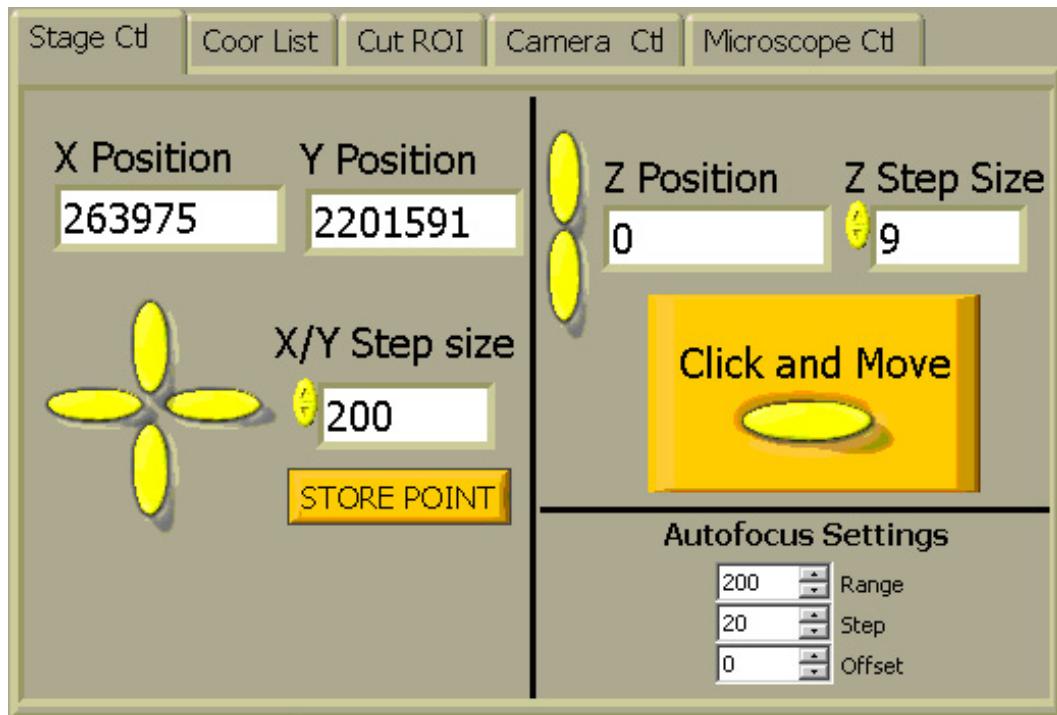 Stage Ctl
Coor List
Cut ROI
Camera Ctl
Microscope Ctl
X Position
Y Position
263975
2201591
X/Y Step size
200
STORE POINT
Z Position
Z Step Size
0
9
Click and Move
Autofocus Settings
200 Range
20 Step
0 Offset